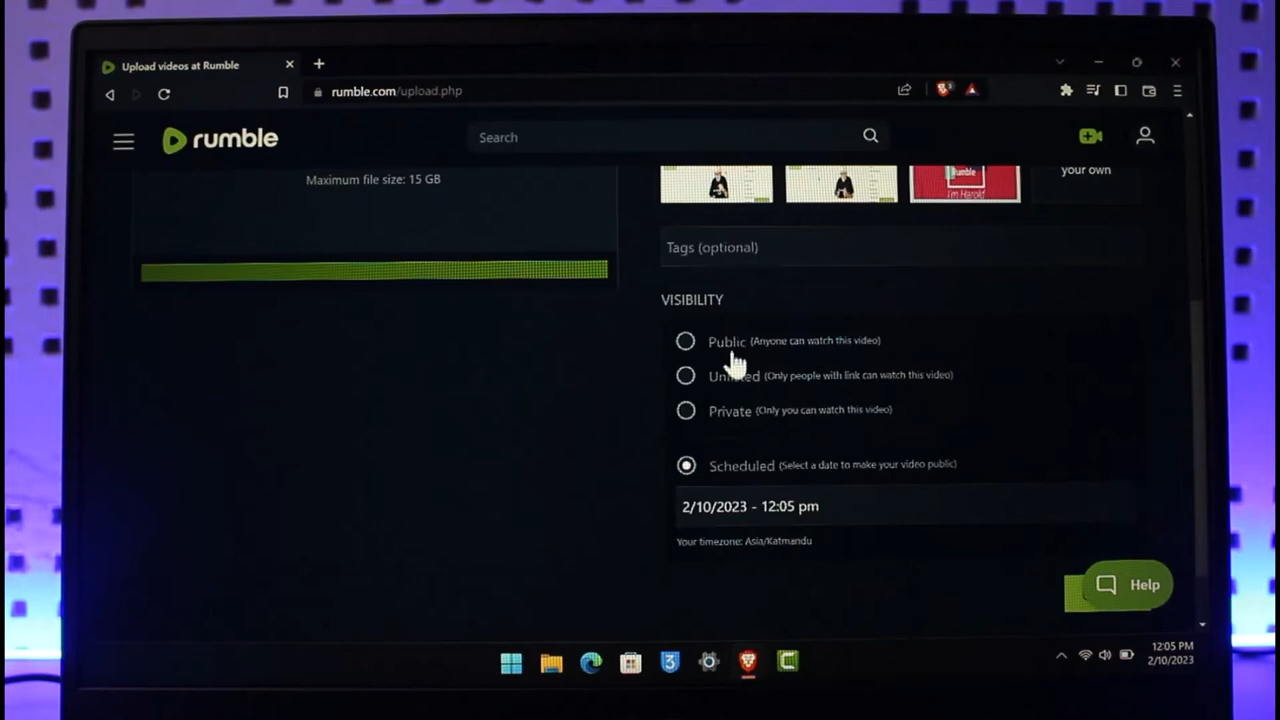 Upload videos at Rumble
rumble.com/upload.php
rumble
Search
Maximum file size: 15 GB
Rumble
I'm Harold
your own
Tags (optional)
VISIBILITY
Public (Anyone can watch this video)
(Only people with link can watch this video)
Private (Only you can watch this video)
Scheduled (Select a date to make your video public)
2/10/2023 - 12:05 pm
Your timezone: Asia/Katmandu
Help
3
12:05 PM
2/10/2023